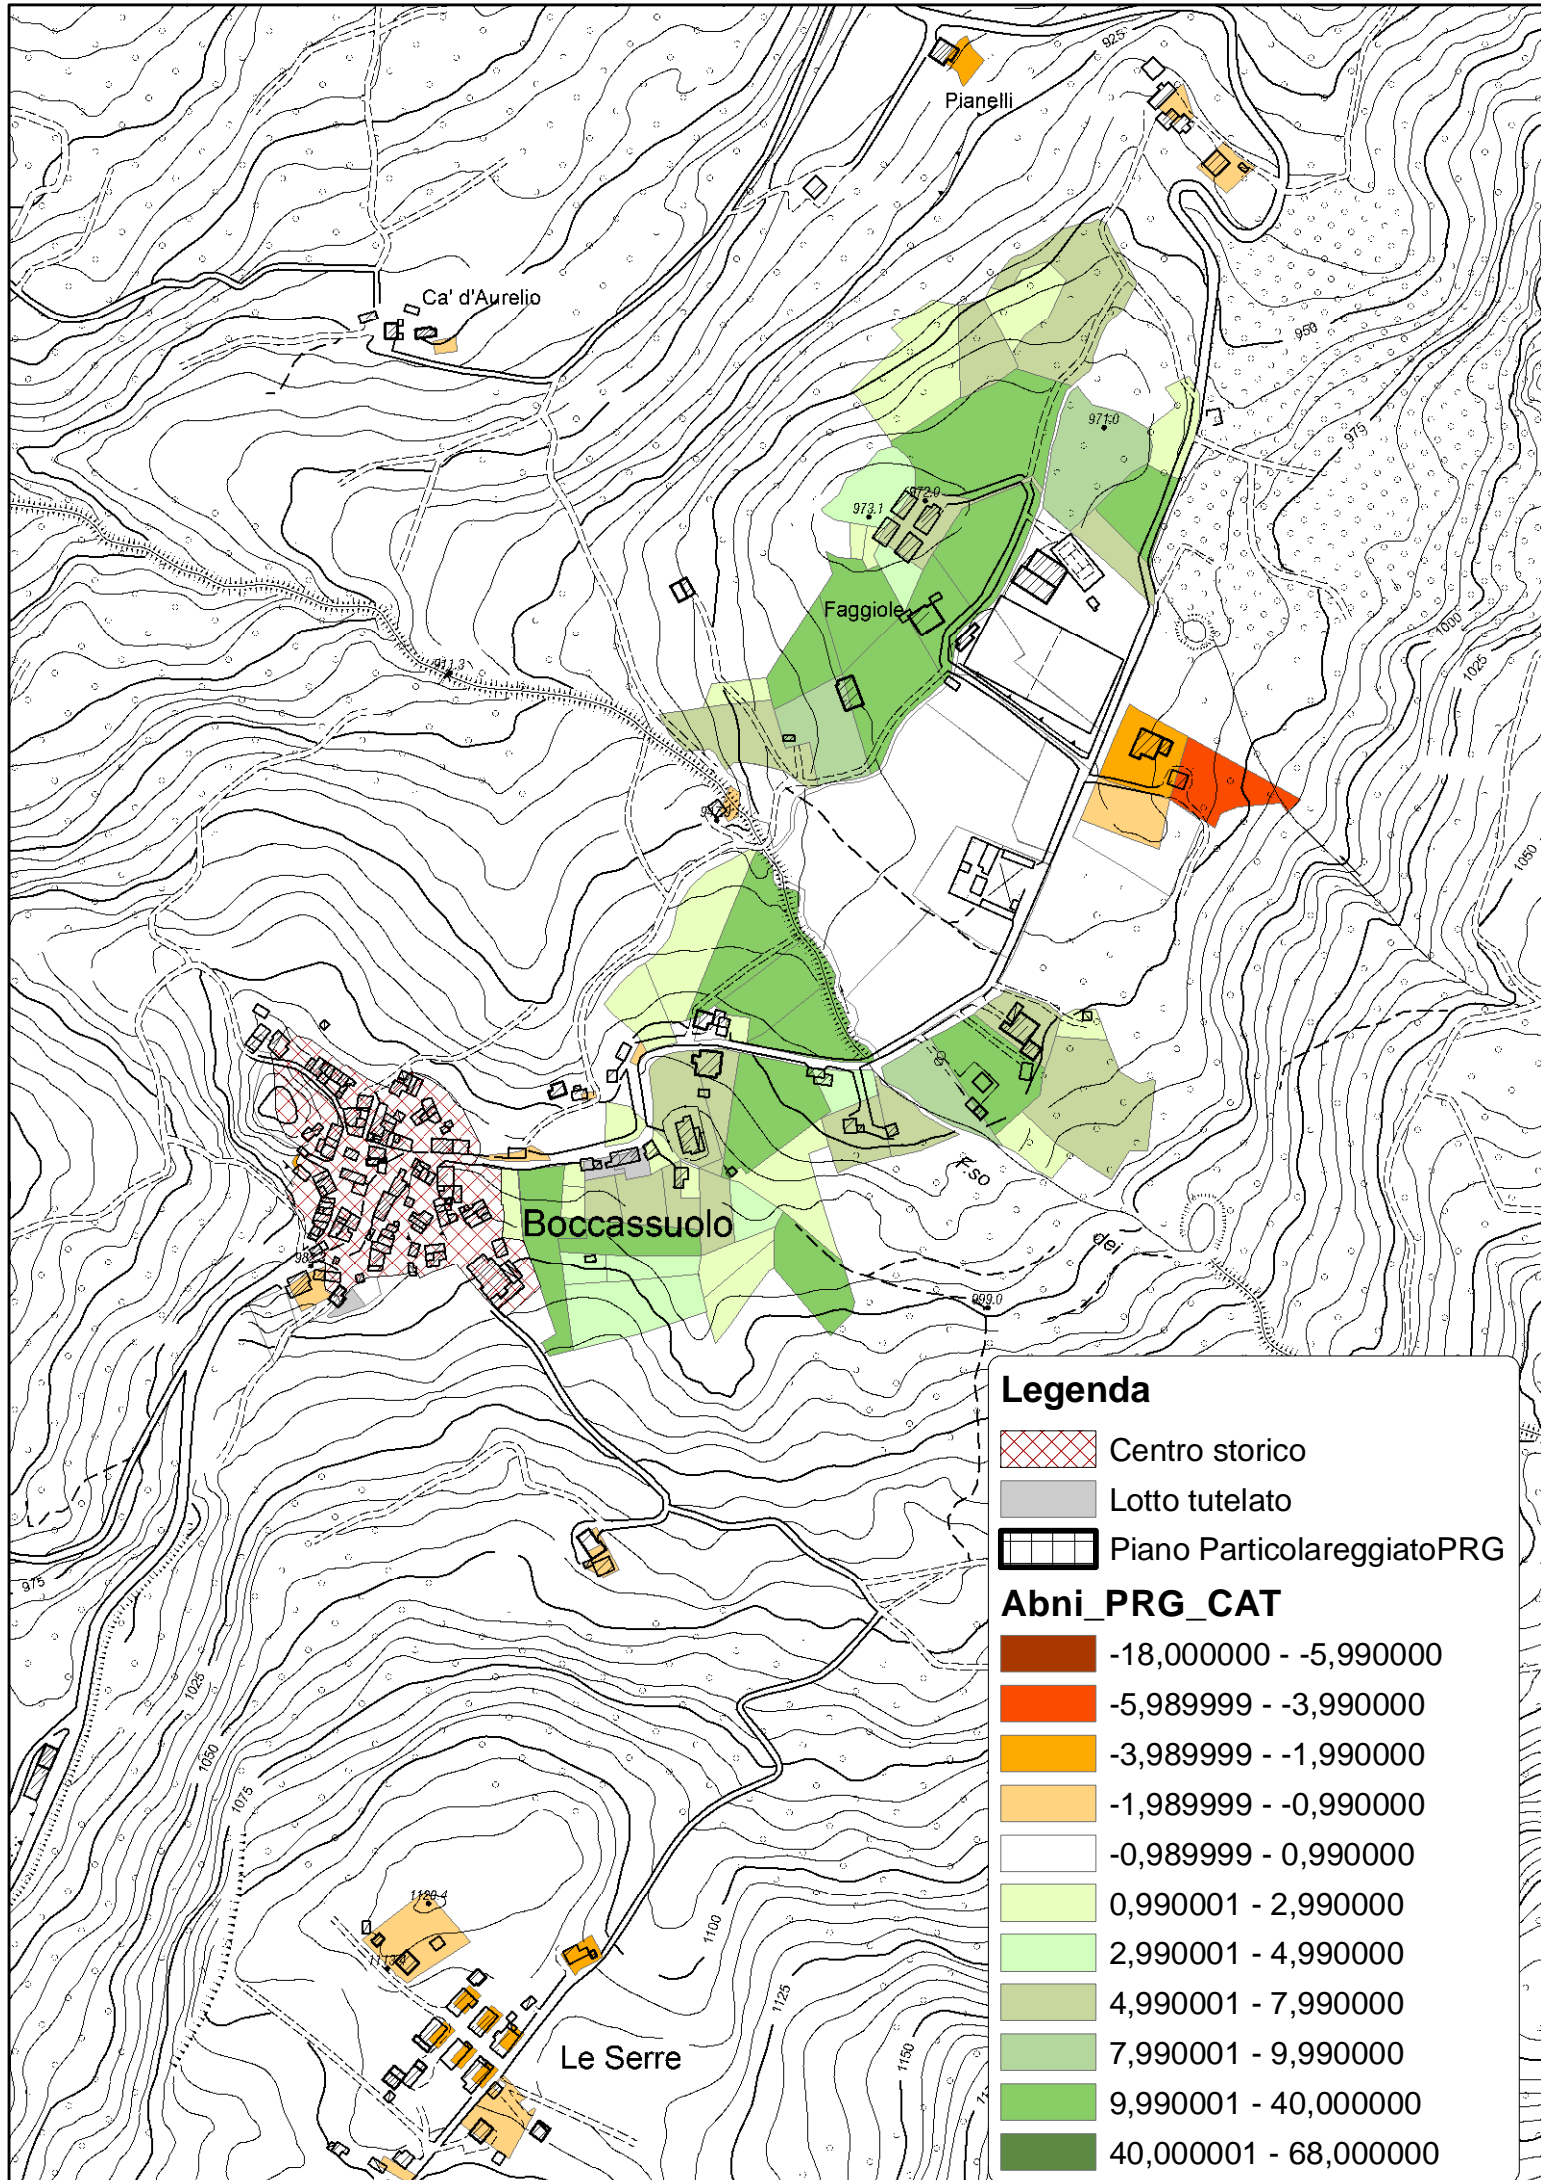 925
Pianelli
Ca' d'Aurelio
950
971.0
975
972.0
973.1
Faggiole
1000
1025
911.3
1050
F.so
dei
Boccassuolo
999.0
975
1025
1050
1075
1120.4
1100
1125
1150
Le Serre
Legenda
Centro storico
Lotto tutelato
Piano ParticolareggiatoPRG
Abni_PRG_CAT
-18,000000 - -5,990000
-5,989999 - -3,990000
-3,989999 - -1,990000
-1,989999 - -0,990000
-0,989999 - 0,990000
0,990001 - 2,990000
2,990001 - 4,990000
4,990001 - 7,990000
7,990001 - 9,990000
9,990001 - 40,000000
40,000001 - 68,000000